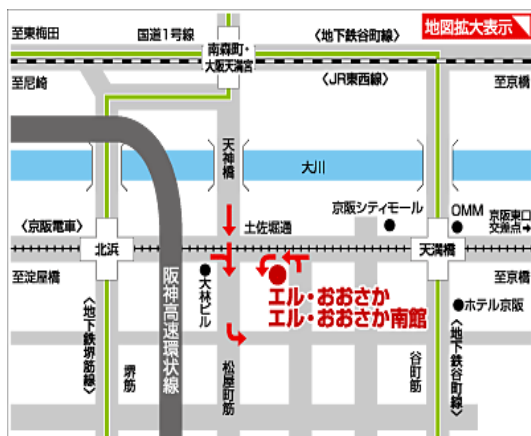 地図拡大表示
至東梅田
国道1号線
南森町・
大阪天満宮
〈地下鉄谷町線〉
至尼崎
〈JR東西線〉
至京橋
天神橋
大川
京阪シティモール
OMM
京阪東口
交差点→
〈京阪電車〉
土佐堀通
北浜
天満橋
至淀屋橋
大林ビル
エル・おおさか
エル・おおさか南館
至京橋
ホテル京阪
阪神高速環状線
〈地下鉄堺筋線〉
堺筋
松屋町筋
谷町筋
〈地下鉄谷町線〉